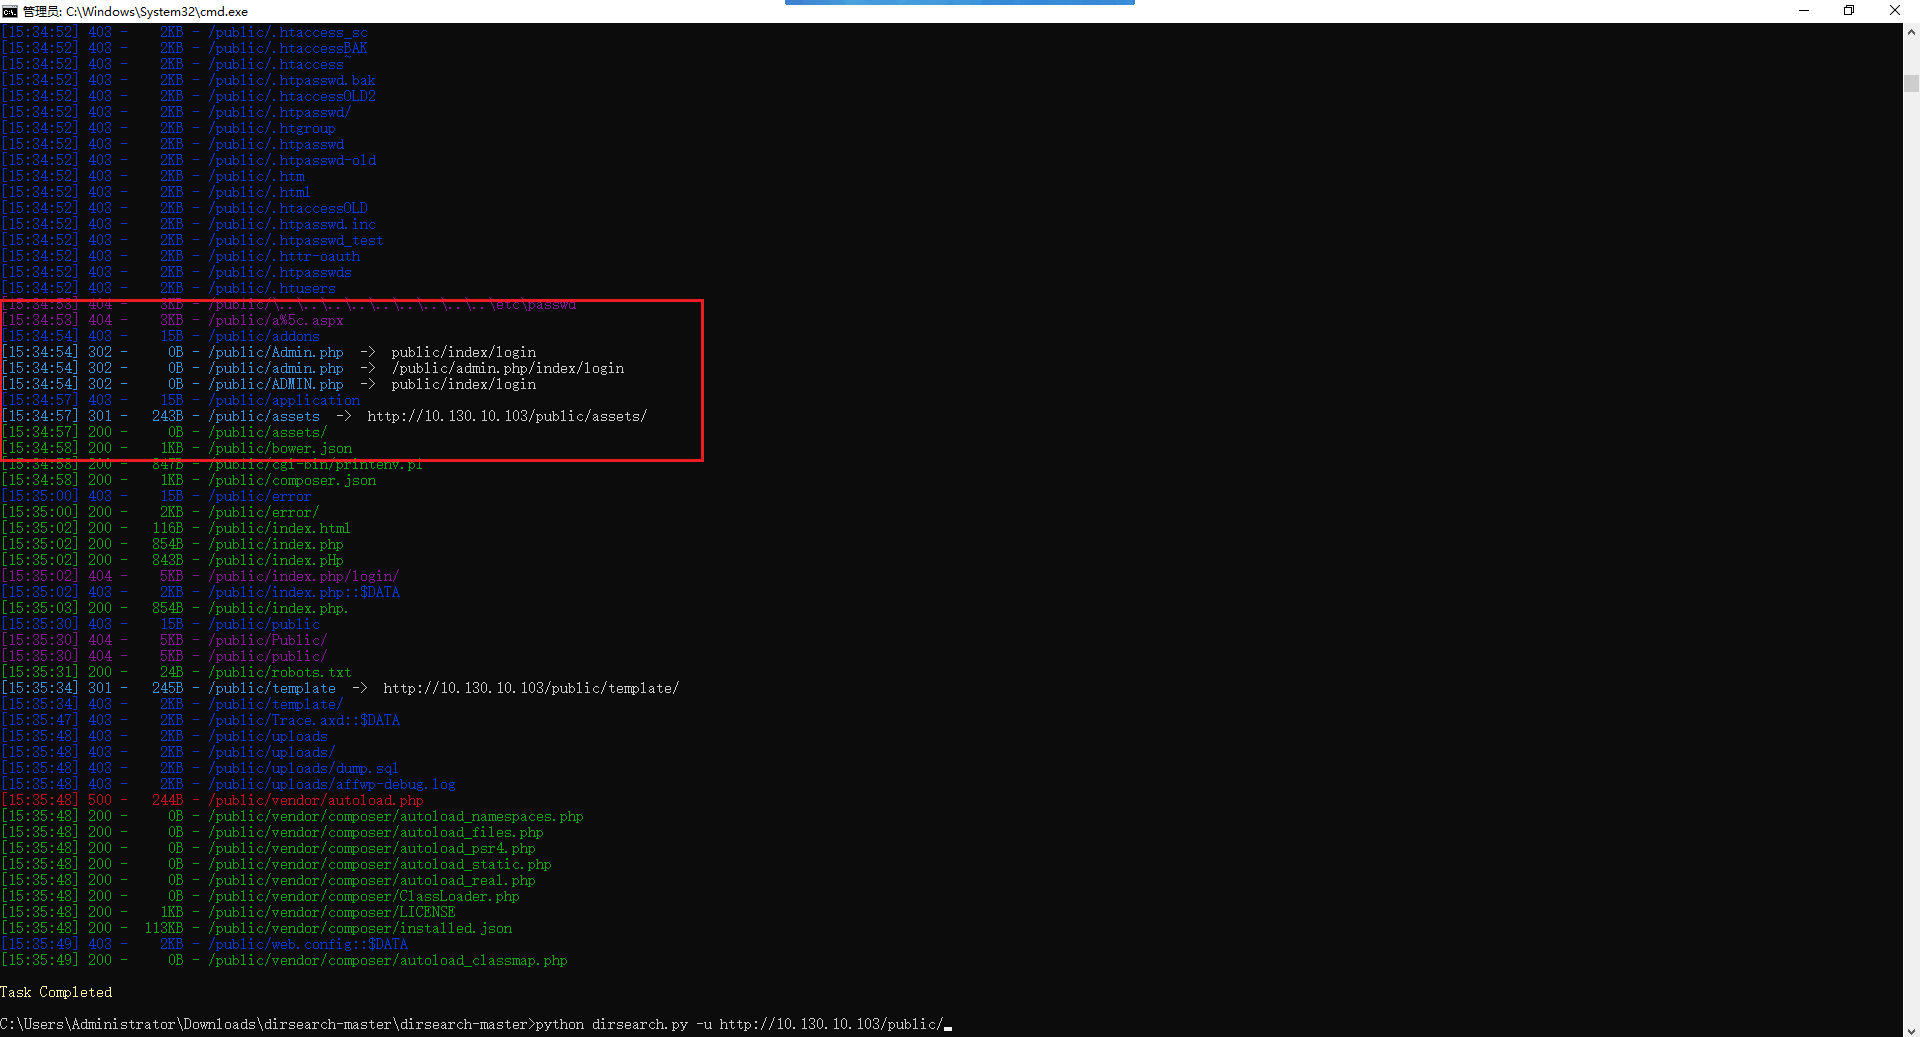 管理员: C:\Windows\System32\cmd.exe
[15:34:52] 403 -    2KB - /public/.htaccess_sc
[15:34:52] 403 -    2KB - /public/.htaccessBAK
[15:34:52] 403 -    2KB - /public/.htaccess~
[15:34:52] 403 -    2KB - /public/.htpasswd.bak
[15:34:52] 403 -    2KB - /public/.htaccessOLD2
[15:34:52] 403 -    2KB - /public/.htpasswd/
[15:34:52] 403 -    2KB - /public/.htgroup
[15:34:52] 403 -    2KB - /public/.htpasswd
[15:34:52] 403 -    2KB - /public/.htpasswd-old
[15:34:52] 403 -    2KB - /public/.htm
[15:34:52] 403 -    2KB - /public/.html
[15:34:52] 403 -    2KB - /public/.htaccessOLD
[15:34:52] 403 -    2KB - /public/.htpasswd.inc
[15:34:52] 403 -    2KB - /public/.htpasswd_test
[15:34:52] 403 -    2KB - /public/.httr-oauth
[15:34:52] 403 -    2KB - /public/.htpasswds
[15:34:52] 403 -    2KB - /public/.htusers
[15:34:53] 404 -    3KB - /public/\..\..\..\..\..\..\..\..\..\etc\passwd
[15:34:53] 404 -    3KB - /public/a%5c.aspx
[15:34:54] 403 -    15B - /public/addons
[15:34:54] 302 -     0B - /public/Admin.php  ->  public/index/login
[15:34:54] 302 -     0B - /public/admin.php  ->  /public/admin.php/index/login
[15:34:54] 302 -     0B - /public/ADMIN.php  ->  public/index/login
[15:34:57] 403 -    15B - /public/application
[15:34:57] 301 -   243B - /public/assets  ->  http://10.130.10.103/public/assets/
[15:34:57] 200 -     0B - /public/assets/
[15:34:58] 200 -    1KB - /public/bower.json
[15:34:58] 200 -   847B - /public/cgi-bin/printenv.pl
[15:34:58] 200 -    1KB - /public/composer.json
[15:35:00] 403 -    15B - /public/error
[15:35:00] 200 -    2KB - /public/error/
[15:35:02] 200 -   116B - /public/index.html
[15:35:02] 200 -   854B - /public/index.php
[15:35:02] 200 -   843B - /public/index.pHp
[15:35:02] 404 -    5KB - /public/index.php/login/
[15:35:02] 403 -    2KB - /public/index.php::$DATA
[15:35:03] 200 -   854B - /public/index.php.
[15:35:30] 403 -    15B - /public/public
[15:35:30] 404 -    5KB - /public/Public/
[15:35:30] 404 -    5KB - /public/public/
[15:35:31] 200 -    24B - /public/robots.txt
[15:35:34] 301 -   245B - /public/template  ->  http://10.130.10.103/public/template/
[15:35:34] 403 -    2KB - /public/template/
[15:35:47] 403 -    2KB - /public/Trace.axd::$DATA
[15:35:48] 403 -    2KB - /public/uploads
[15:35:48] 403 -    2KB - /public/uploads/
[15:35:48] 403 -    2KB - /public/uploads/dump.sql
[15:35:48] 403 -    2KB - /public/uploads/affwp-debug.log
[15:35:48] 500 -   244B - /public/vendor/autoload.php
[15:35:48] 200 -     0B - /public/vendor/composer/autoload_namespaces.php
[15:35:48] 200 -     0B - /public/vendor/composer/autoload_files.php
[15:35:48] 200 -     0B - /public/vendor/composer/autoload_psr4.php
[15:35:48] 200 -     0B - /public/vendor/composer/autoload_static.php
[15:35:48] 200 -     0B - /public/vendor/composer/autoload_real.php
[15:35:48] 200 -     0B - /public/vendor/composer/ClassLoader.php
[15:35:48] 200 -    1KB - /public/vendor/composer/LICENSE
[15:35:48] 200 -  113KB - /public/vendor/composer/installed.json
[15:35:49] 403 -    2KB - /public/web.config::$DATA
[15:35:49] 200 -     0B - /public/vendor/composer/autoload_classmap.php
Task Completed
C:\Users\Administrator\Downloads\dirsearch-master\dirsearch-master>python dirsearch.py -u http://10.130.10.103/public/